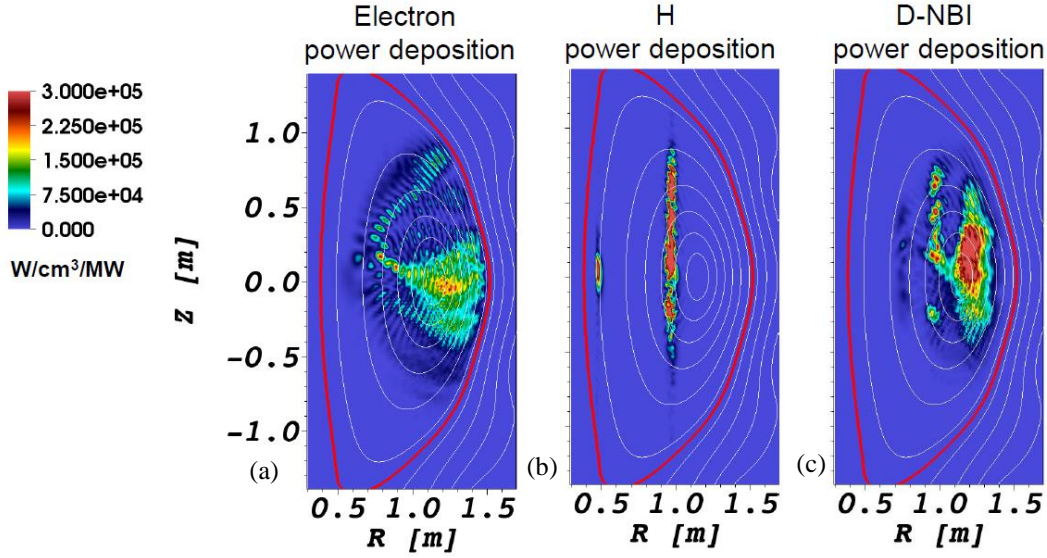 Electron
power deposition
H
power deposition
D-NBI
power deposition
3.000e+05
2.250e+05
1.500e+05
7.500e+04
0.000
W/cm³/MW
Z [m]
1.0
0.5
0.0
-0.5
-1.0
(a)
(b)
(c)
0.5 1.0 1.5
0.5 1.0 1.5
0.5 1.0 1.5
R [m]
R [m]
R [m]